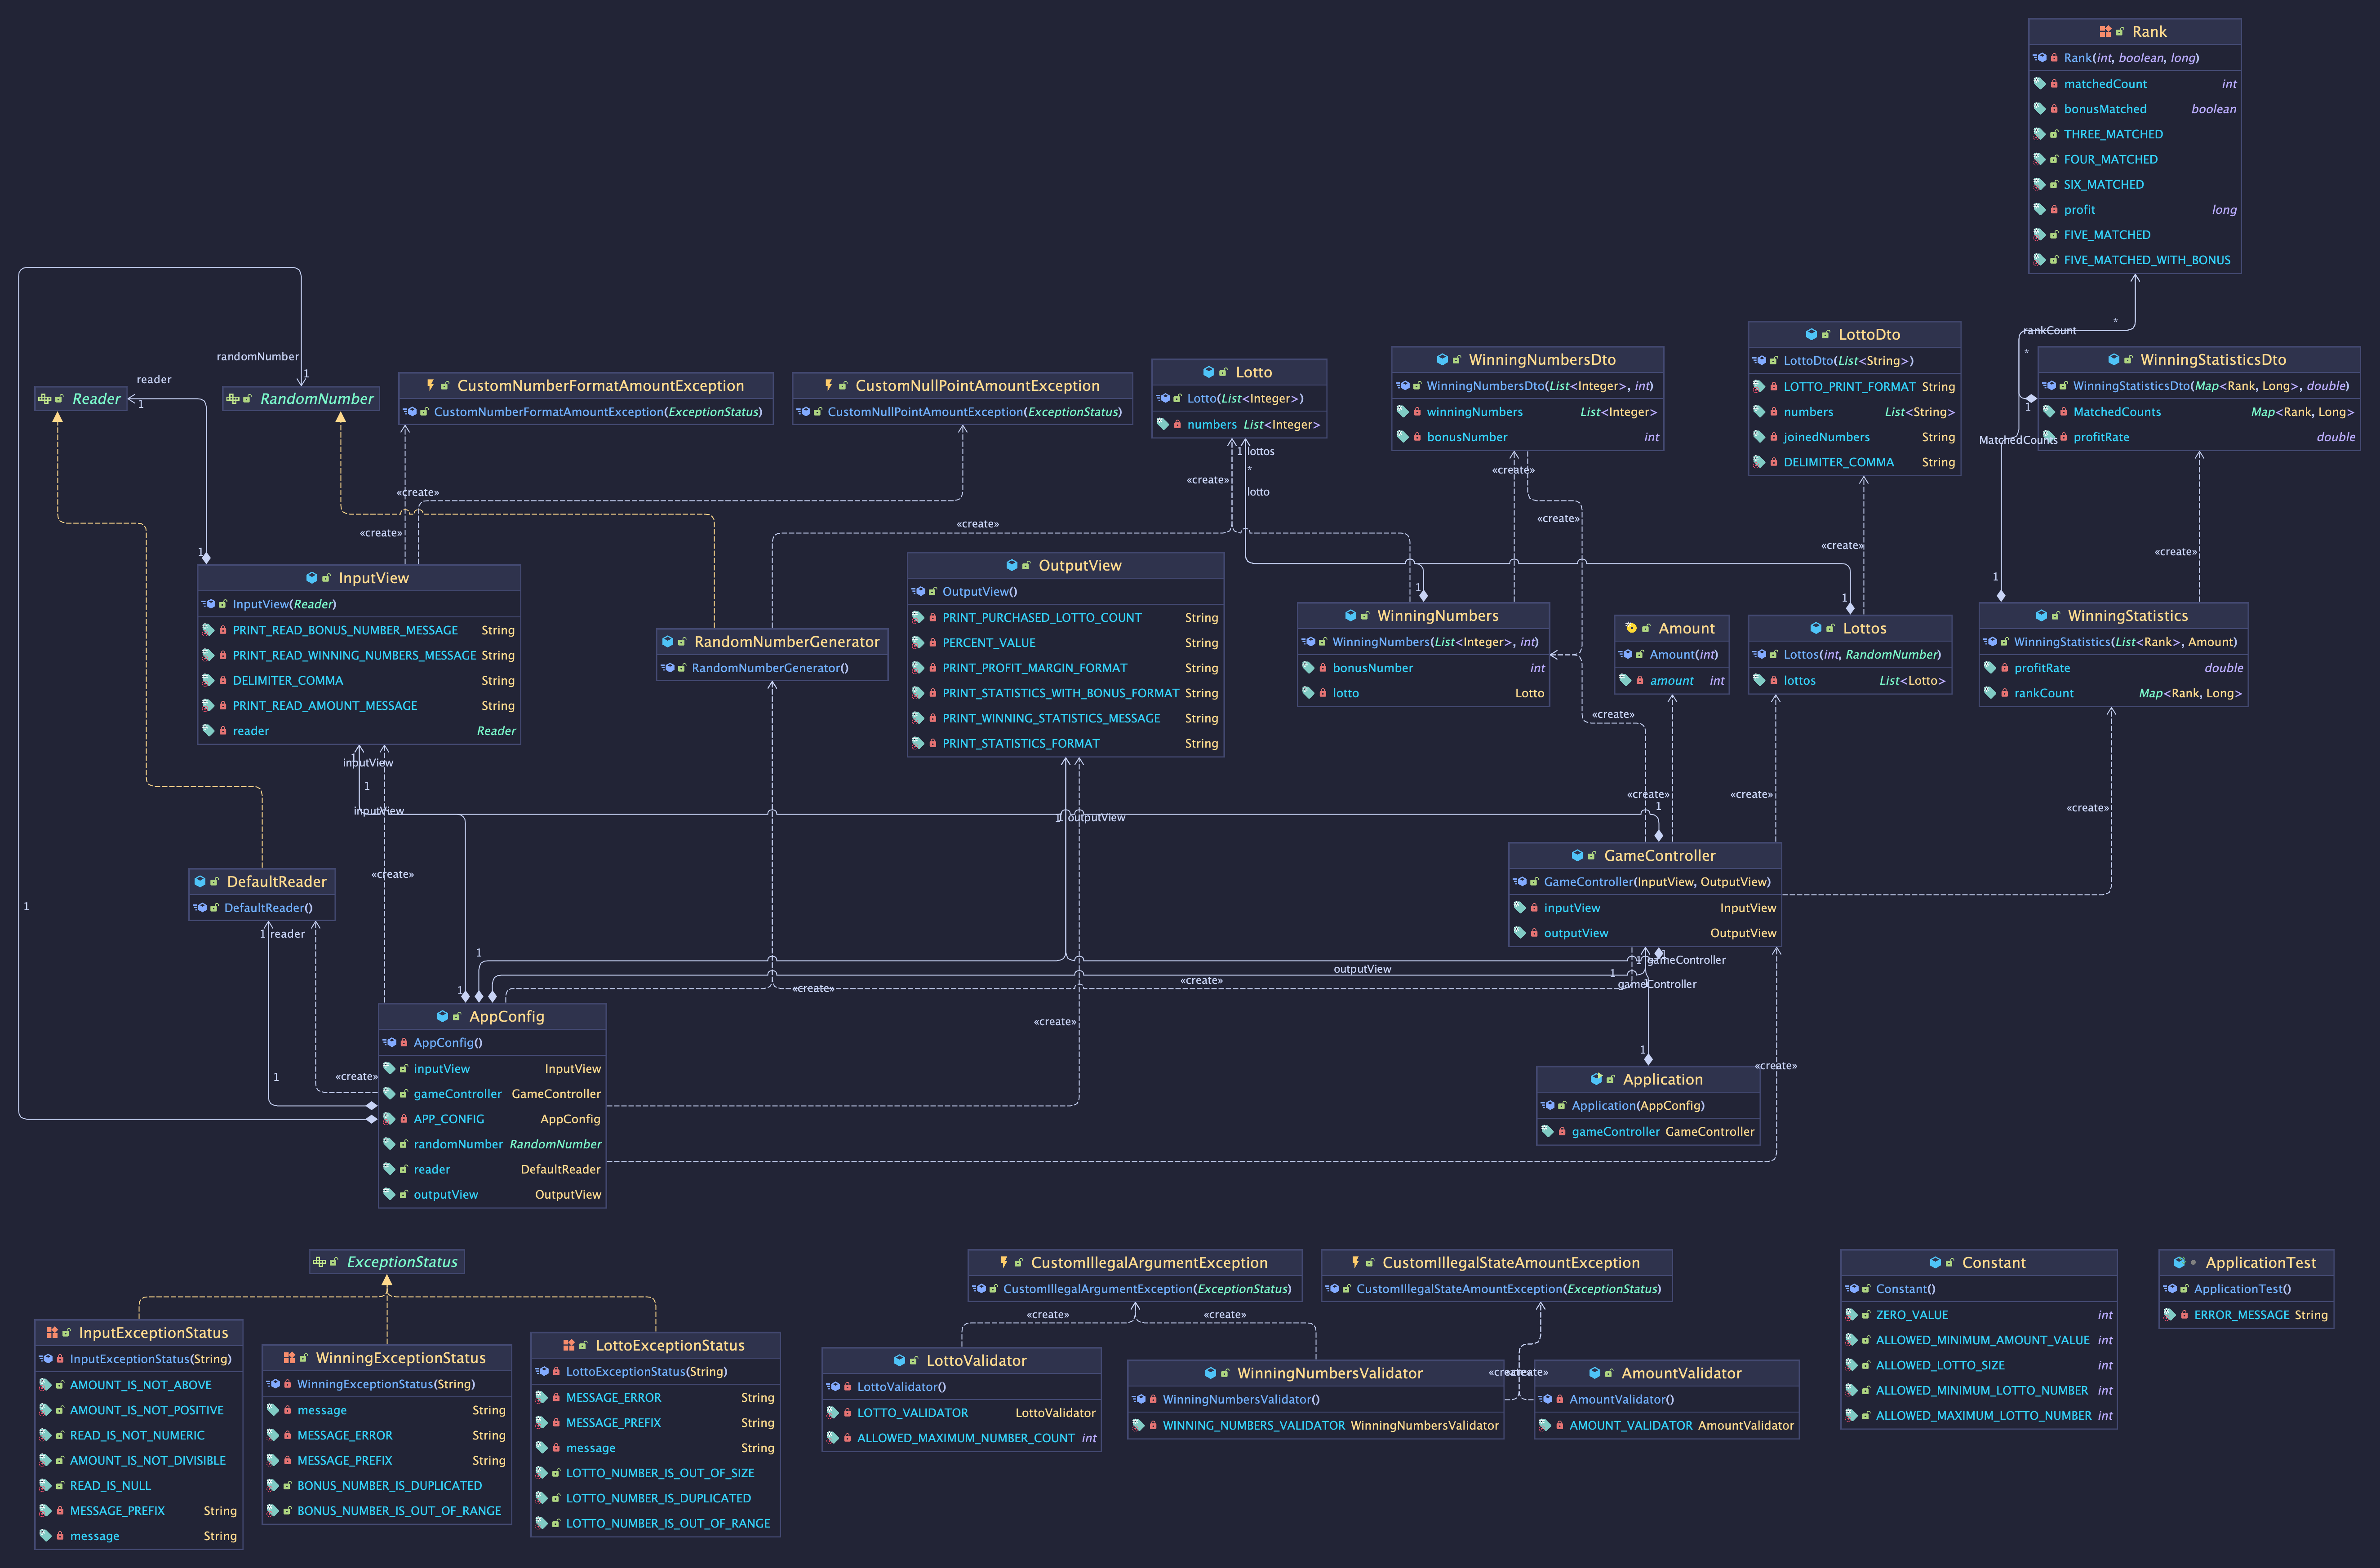 Rank
Rank(int, boolean, long)
matchedCount int
bonusMatched boolean
THREE_MATCHED
FOUR_MATCHED
SIX_MATCHED
profit long
FIVE_MATCHED
FIVE_MATCHED_WITH_BONUS
randomNumber
1
reader
1
Reader
RandomNumber
CustomNumberFormatAmountException
CustomNumberFormatAmountException(ExceptionStatus)
CustomNullPointAmountException
CustomNullPointAmountException(ExceptionStatus)
Lotto
Lotto(List<Integer>)
numbers List<Integer>
WinningNumbersDto
WinningNumbersDto(List<Integer>, int)
winningNumbers List<Integer>
bonusNumber int
LottoDto
LottoDto(List<String>)
LOTTO_PRINT_FORMAT String
numbers List<String>
joinedNumbers String
DELIMITER_COMMA String
*
rankCount
*
1
WinningStatisticsDto
WinningStatisticsDto(Map<Rank, Long>, double)
MatchedCounts Map<Rank, Long>
profitRate double
MatchedCounts
1 lottos
*
lotto
«create»
«create»
«create»
«create»
«create»
«create»
«create»
«create»
1
1
1
1
InputView
InputView(Reader)
PRINT_READ_BONUS_NUMBER_MESSAGE String
PRINT_READ_WINNING_NUMBERS_MESSAGE String
DELIMITER_COMMA String
PRINT_READ_AMOUNT_MESSAGE String
reader Reader
RandomNumberGenerator
RandomNumberGenerator()
OutputView
OutputView()
PRINT_PURCHASED_LOTTO_COUNT String
PERCENT_VALUE String
PRINT_PROFIT_MARGIN_FORMAT String
PRINT_STATISTICS_WITH_BONUS_FORMAT String
PRINT_WINNING_STATISTICS_MESSAGE String
PRINT_STATISTICS_FORMAT String
WinningNumbers
WinningNumbers(List<Integer>, int)
bonusNumber int
lotto Lotto
Amount
Amount(int)
amount int
Lottos
Lottos(int, RandomNumber)
lottos List<Lotto>
WinningStatistics
WinningStatistics(List<Rank>, Amount)
profitRate double
rankCount Map<Rank, Long>
«create»
1
inputView
1
inputView
1 outputView
«create»
«create»
«create»
1
DefaultReader
DefaultReader()
1 reader
1
«create»
GameController
GameController(InputView, OutputView)
inputView InputView
outputView OutputView
1
1
outputView
1
1 gameController
1
gameController
1
«create»
«create»
«create»
1
«create»
1
«create»
AppConfig
AppConfig()
inputView InputView
gameController GameController
APP_CONFIG AppConfig
randomNumber RandomNumber
reader DefaultReader
outputView OutputView
1
Application
Application(AppConfig)
gameController GameController
«create»
ExceptionStatus
InputExceptionStatus
InputExceptionStatus(String)
AMOUNT_IS_NOT_ABOVE
AMOUNT_IS_NOT_POSITIVE
READ_IS_NOT_NUMERIC
AMOUNT_IS_NOT_DIVISIBLE
READ_IS_NULL
MESSAGE_PREFIX String
message String
WinningExceptionStatus
WinningExceptionStatus(String)
message String
MESSAGE_ERROR String
MESSAGE_PREFIX String
BONUS_NUMBER_IS_DUPLICATED
BONUS_NUMBER_IS_OUT_OF_RANGE
LottoExceptionStatus
LottoExceptionStatus(String)
MESSAGE_ERROR String
MESSAGE_PREFIX String
message String
LOTTO_NUMBER_IS_OUT_OF_SIZE
LOTTO_NUMBER_IS_DUPLICATED
LOTTO_NUMBER_IS_OUT_OF_RANGE
CustomIllegalArgumentException
CustomIllegalArgumentException(ExceptionStatus)
«create»
«create»
LottoValidator
LottoValidator()
LOTTO_VALIDATOR LottoValidator
ALLOWED_MAXIMUM_NUMBER_COUNT int
CustomIllegalStateAmountException
CustomIllegalStateAmountException(ExceptionStatus)
WinningNumbersValidator
WinningNumbersValidator()
WINNING_NUMBERS_VALIDATOR WinningNumbersValidator
AmountValidator
AmountValidator()
AMOUNT_VALIDATOR AmountValidator
Constant
Constant()
ZERO_VALUE int
ALLOWED_MINIMUM_AMOUNT_VALUE int
ALLOWED_LOTTO_SIZE int
ALLOWED_MINIMUM_LOTTO_NUMBER int
ALLOWED_MAXIMUM_LOTTO_NUMBER int
ApplicationTest
ApplicationTest()
ERROR_MESSAGE String